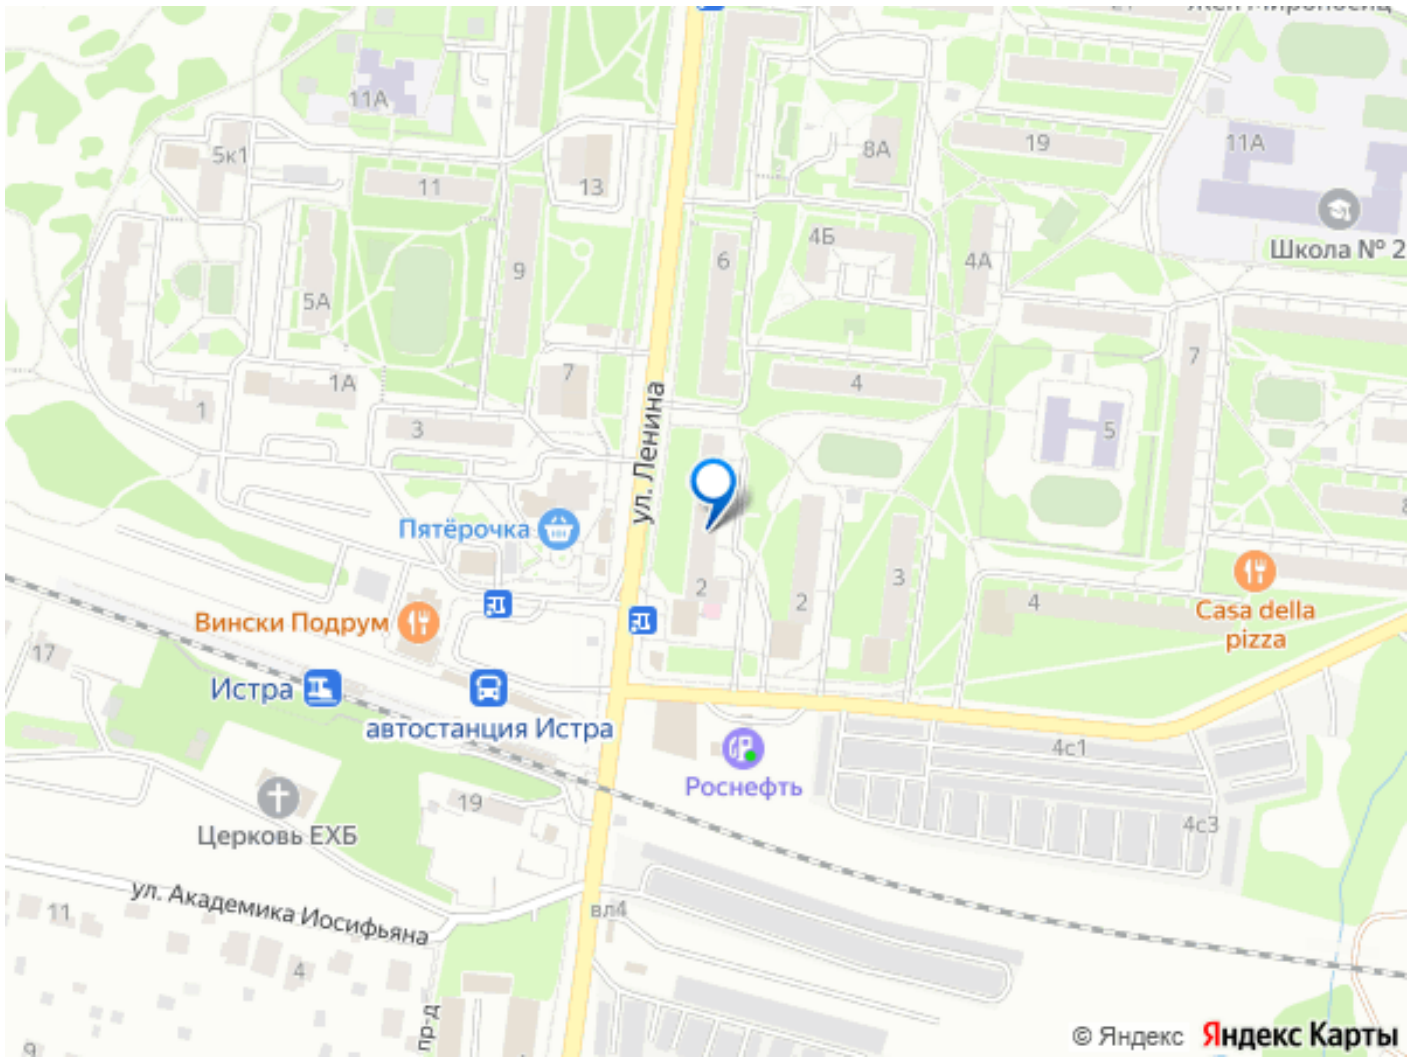 11А
5к1
11
13
8А
19
11А
Школа № 2
9
5А
6
4Б
4А
7
1А
1
3
7
4
ул. Ленина
5
Пятёрочка
2
2
3
4
8
Casa della
pizza
Вински Подрум
17
Истра
автостанция Истра
Роснефть
4с1
4с3
19
Церковь ЕХБ
ул. Академика Иосифьяна
11
4
9
вл4
пр-д
© Яндекс Яндекс Карты